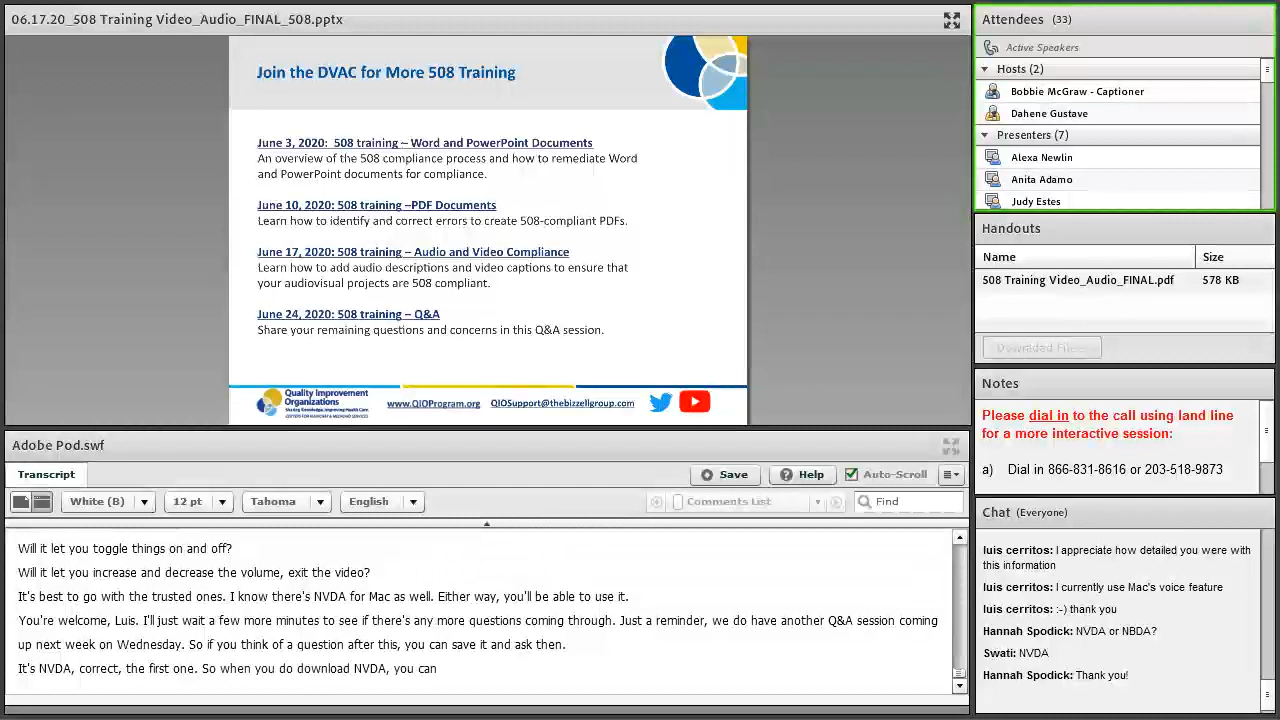 06.17.20_508 Training Video_Audio_FINAL_508.pptx
Join the DVAC for More 508 Training
June 3, 2020:  508 training – Word and PowerPoint Documents
An overview of the 508 compliance process and how to remediate Word
and PowerPoint documents for compliance.
June 10, 2020: 508 training –PDF Documents
Learn how to identify and correct errors to create 508-compliant PDFs.
June 17, 2020: 508 training – Audio and Video Compliance
Learn how to add audio descriptions and video captions to ensure that
your audiovisual projects are 508 compliant.
June 24, 2020: 508 training – Q&A
Share your remaining questions and concerns in this Q&A session.
Quality Improvement
Organizations
Sharing Knowledge. Improving Health Care.
CENTERS FOR MEDICARE & MEDICAID SERVICES
www.QIOProgram.org
QIOSupport@thebizzellgroup.com
Adobe Pod.swf
Transcript
Save
Help
Auto-Scroll
White (B)
12 pt
Tahoma
English
Comments List
Find
Will it let you toggle things on and off?
Will it let you increase and decrease the volume, exit the video?
It's best to go with the trusted ones. I know there's NVDA for Mac as well. Either way, you'll be able to use it.
You're welcome, Luis. I'll just wait a few more minutes to see if there's any more questions coming through. Just a reminder, we do have another Q&A session coming
up next week on Wednesday. So if you think of a question after this, you can save it and ask then.
It's NVDA, correct, the first one. So when you do download NVDA, you can
Attendees (33)
Active Speakers
Hosts (2)
Bobbie McGraw - Captioner
Dahene Gustave
Presenters (7)
Alexa Newlin
Anita Adamo
Judy Estes
Handouts
Name Size
508 Training Video_Audio_FINAL.pdf 578 KB
Download File
Notes
Please dial in to the call using land line
for a more interactive session:
a) Dial in 866-831-8616 or 203-518-9873
Chat (Everyone)
luis cerritos: I appreciate how detailed you were with
this information
luis cerritos: I currently use Mac's voice feature
luis cerritos: :-) thank you
Hannah Spodick: NVDA or NBDA?
Swati: NVDA
Hannah Spodick: Thank you!